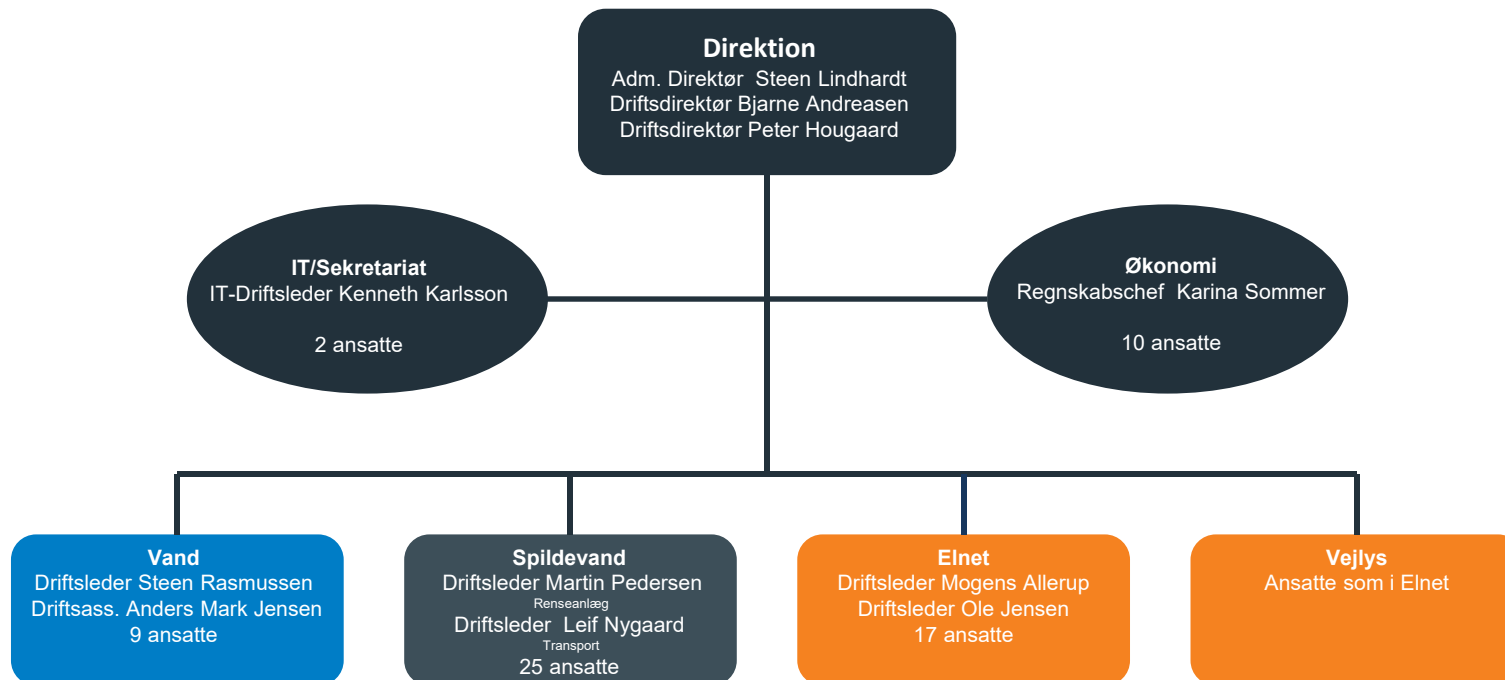 Direktion
Adm. Direktør  Steen Lindhardt
Driftsdirektør Bjarne Andreasen
Driftsdirektør Peter Hougaard
IT/Sekretariat
IT-Driftsleder Kenneth Karlsson
2 ansatte
Økonomi
Regnskabschef  Karina Sommer
10 ansatte
Vand
Driftsleder Steen Rasmussen
Driftsass. Anders Mark Jensen
9 ansatte
Spildevand
Driftsleder Martin Pedersen
Renseanlæg
Driftsleder  Leif Nygaard
Transport
25 ansatte
Elnet
Driftsleder Mogens Allerup
Driftsleder Ole Jensen
17 ansatte
Vejlys
Ansatte som i Elnet